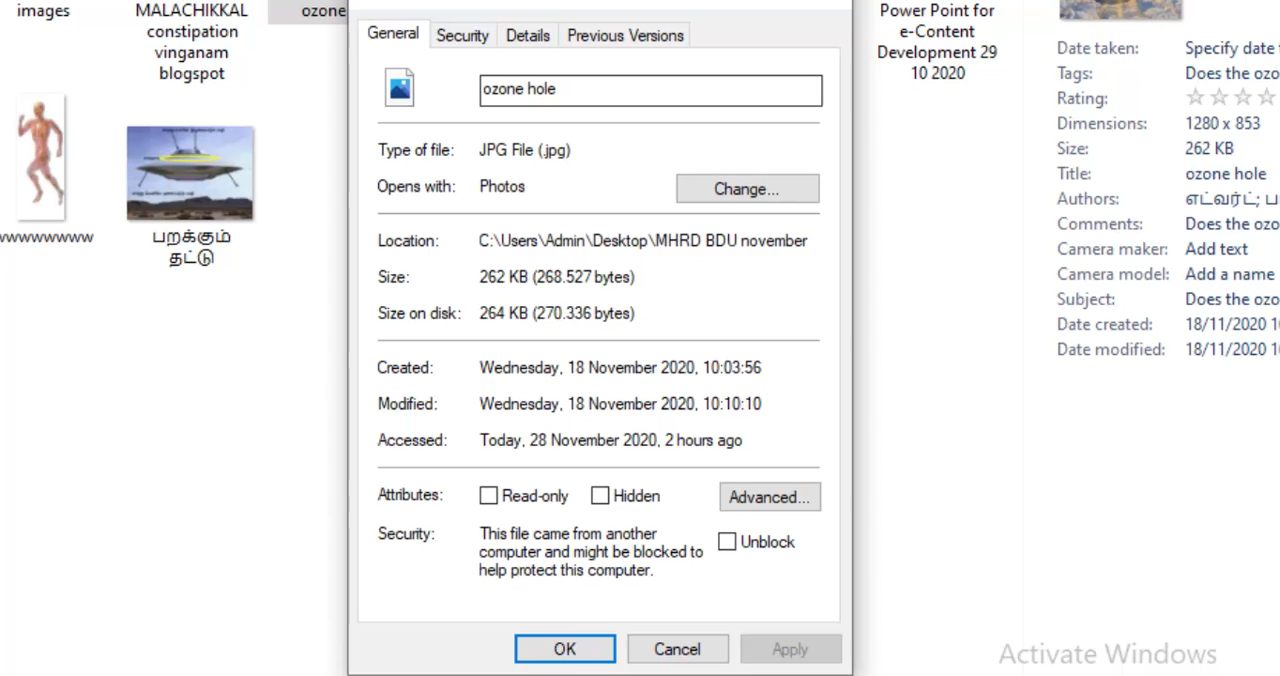 images
MALACHIKKAL
constipation
vinganam
blogspot
ozone
wwwwwwwww
பறக்கும்
தட்டு
General
Security
Details
Previous Versions
ozone hole
Type of file: JPG File (.jpg)
Opens with: Photos
Change...
Location: C:\Users\Admin\Desktop\MHRD BDU november
Size: 262 KB (268.527 bytes)
Size on disk: 264 KB (270.336 bytes)
Created: Wednesday, 18 November 2020, 10:03:56
Modified: Wednesday, 18 November 2020, 10:10:10
Accessed: Today, 28 November 2020, 2 hours ago
Attributes: Read-only Hidden Advanced...
Security: This file came from another
computer and might be blocked to
help protect this computer.
Unblock
OK Cancel Apply
Power Point for
e-Content
Development 29
10 2020
Date taken: Specify date
Tags: Does the ozo
Rating:
Dimensions: 1280 x 853
Size: 262 KB
Title: ozone hole
Authors: எட்வர்ட்; ப
Comments: Does the ozo
Camera maker: Add text
Camera model: Add a name
Subject: Does the ozo
Date created: 18/11/2020 1
Date modified: 18/11/2020 1
Activate Windows